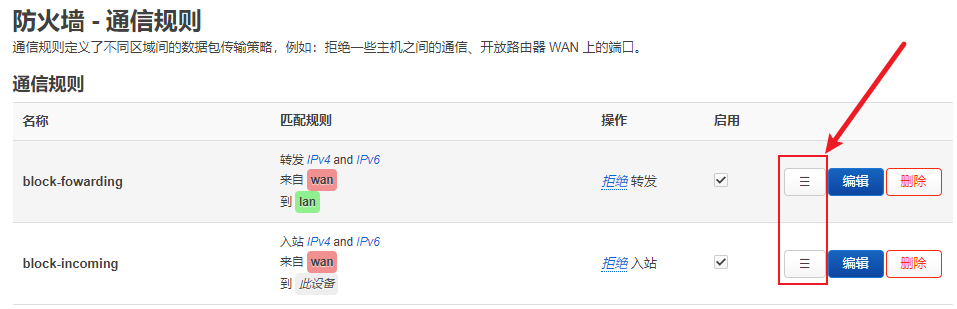 防火墙 - 通信规则
通信规则定义了不同区域间的数据包传输策略，例如：拒绝一些主机之间的通信、开放路由器 WAN 上的端口。
通信规则
名称 匹配规则 操作 启用
block-fowarding
转发 IPv4 and IPv6
来自 wan
到 lan
拒绝 转发
☰ 编辑 删除
block-incoming
入站 IPv4 and IPv6
来自 wan
到 此设备
拒绝 入站
☰ 编辑 删除